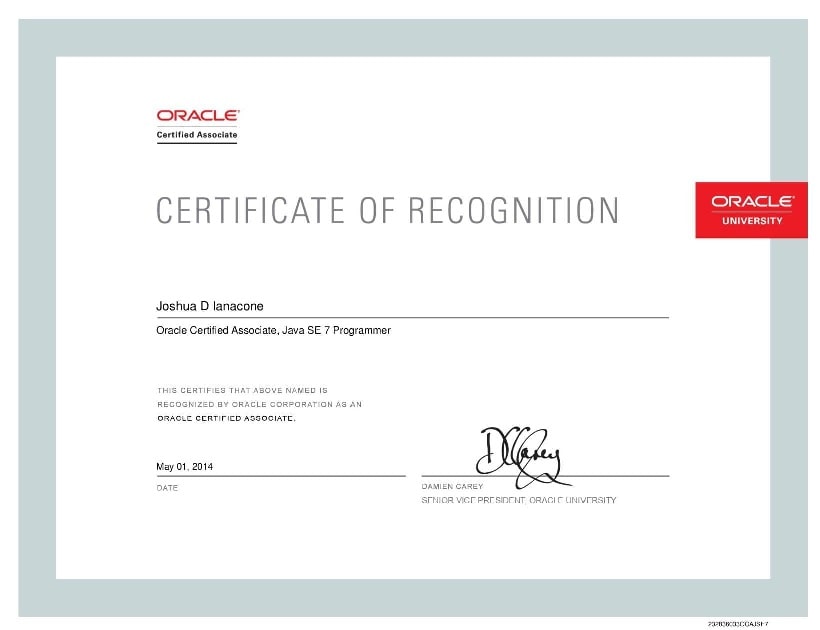 ORACLE
Certified Associate
CERTIFICATE OF RECOGNITION
ORACLE
UNIVERSITY
Joshua D Ianacone
Oracle Certified Associate, Java SE 7 Programmer
THIS CERTIFIES THAT ABOVE NAMED IS
RECOGNIZED BY ORACLE CORPORATION AS AN
ORACLE CERTIFIED ASSOCIATE.
DCCarey
May 01, 2014
DATE
DAMIEN CAREY
SENIOR VICE PRESIDENT, ORACLE UNIVERSITY